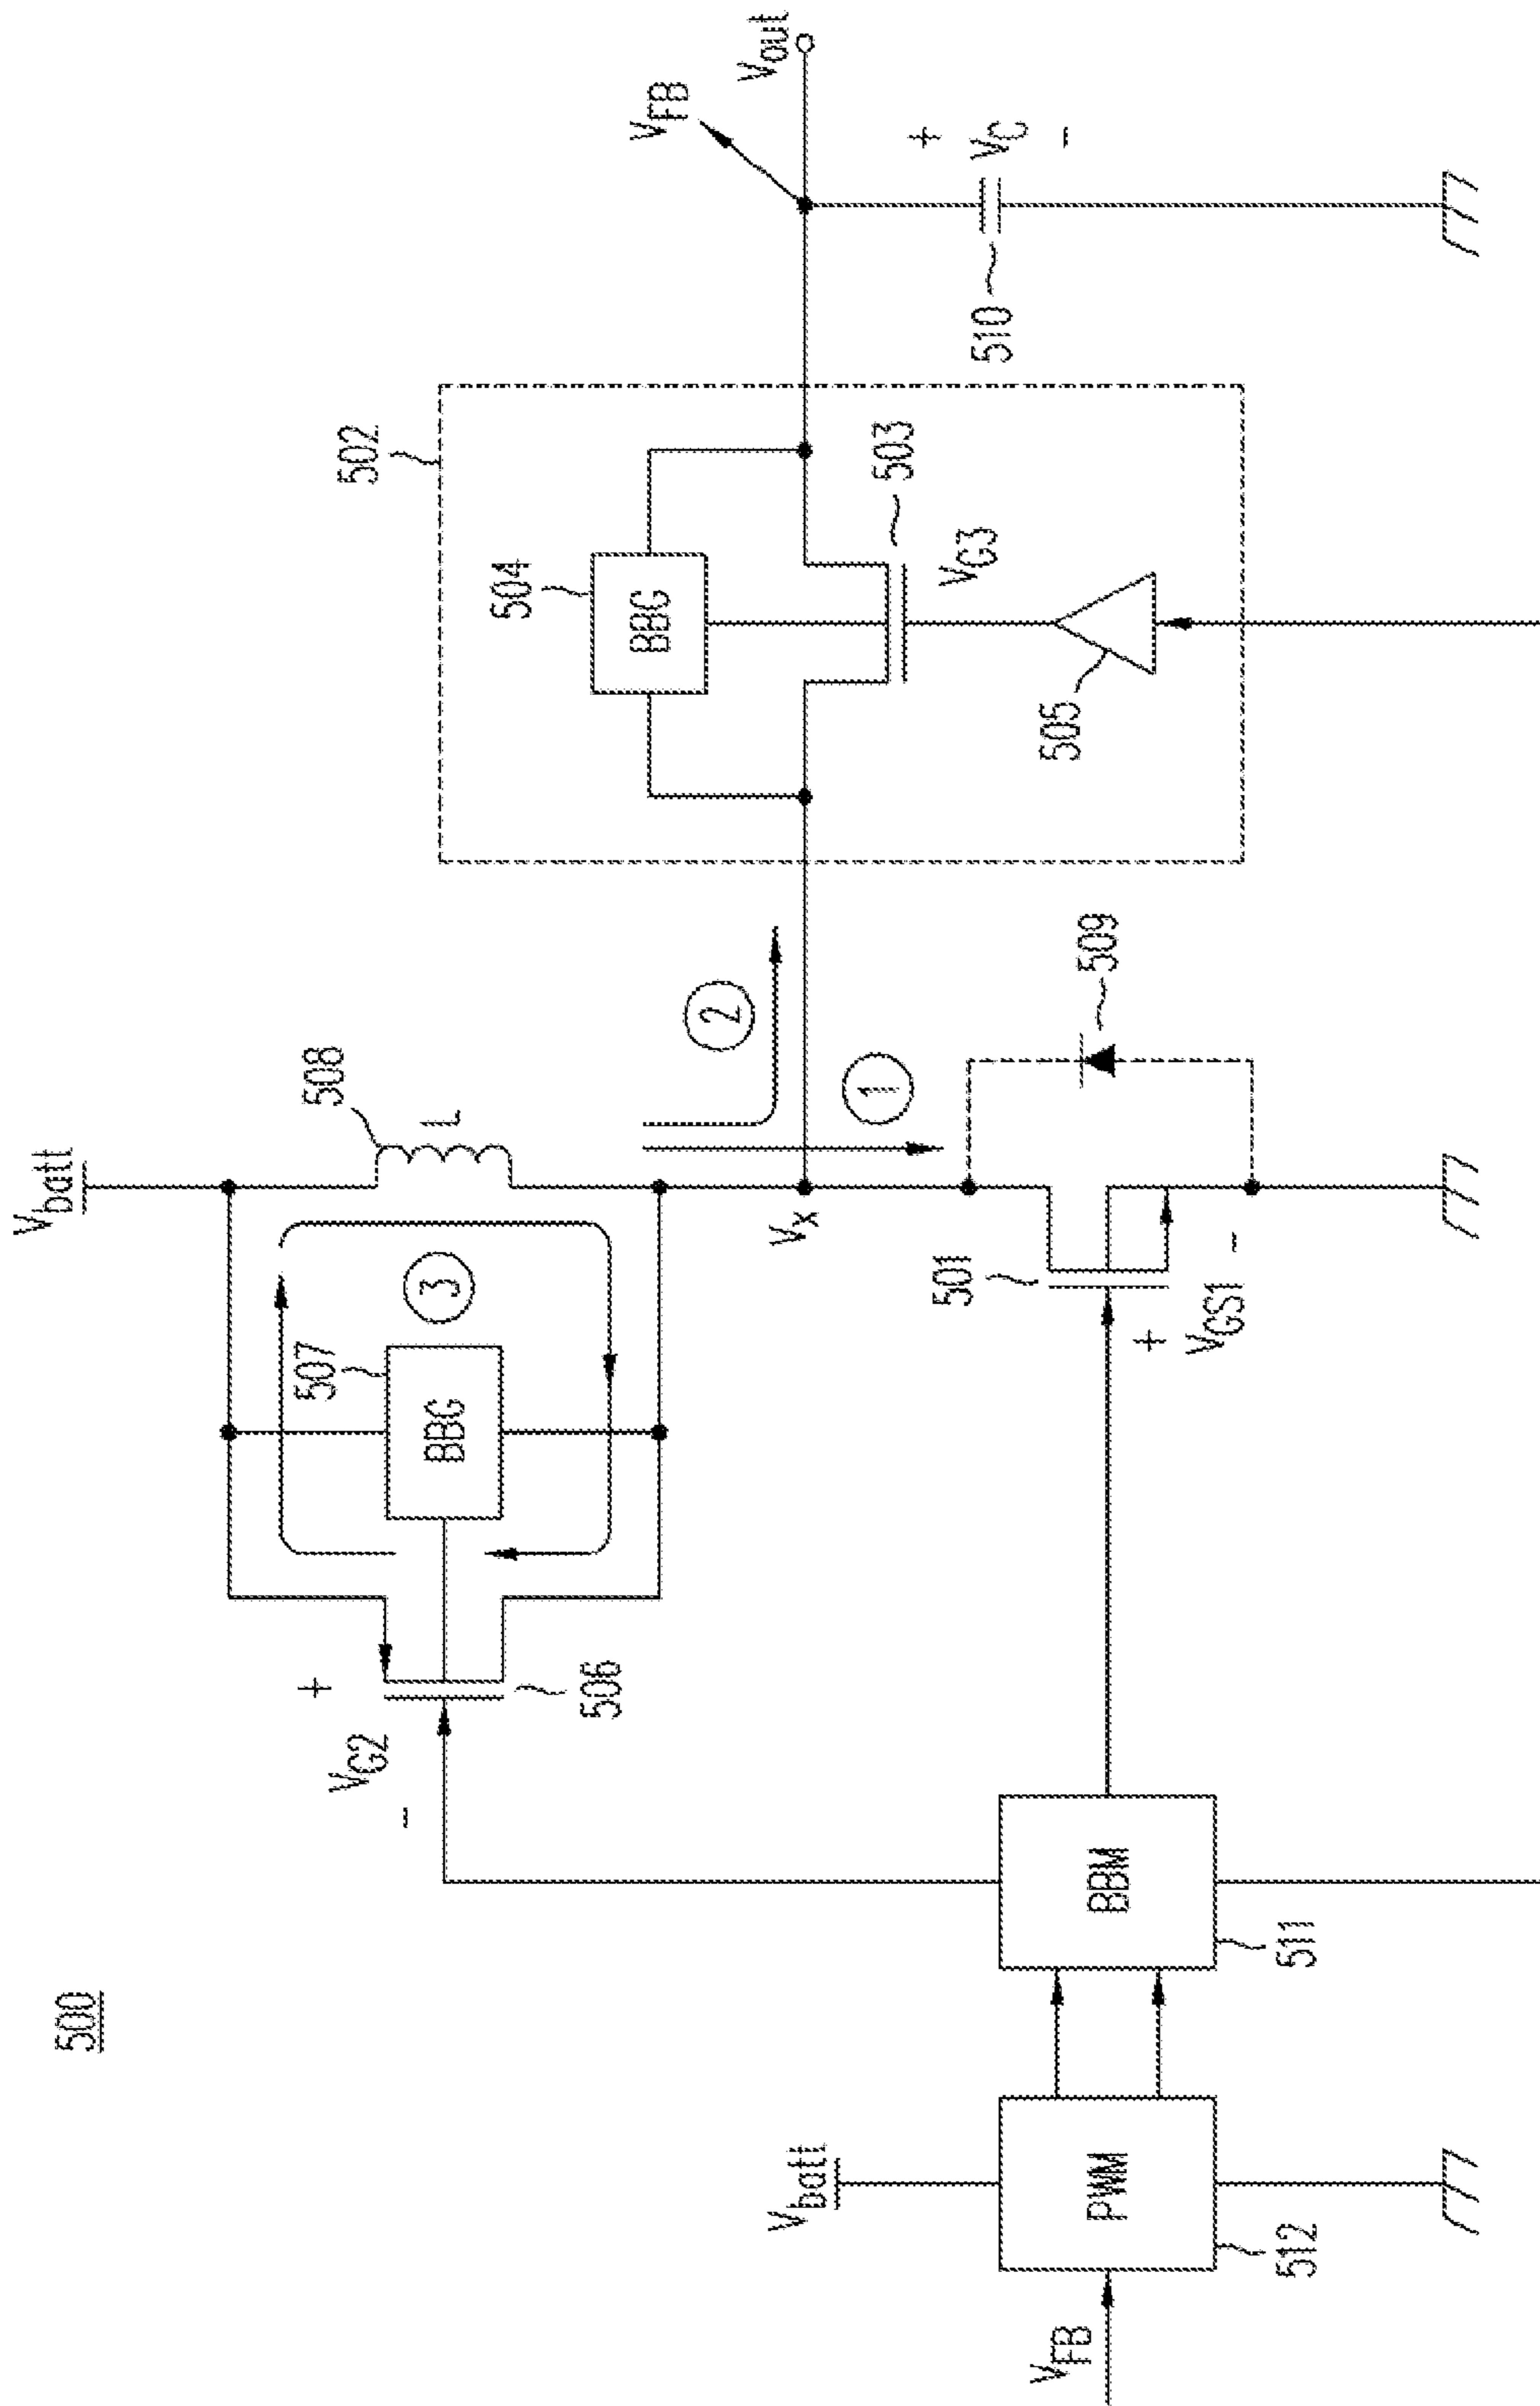 500
V_batt
507
BBG
3
508
L
+
V_G2
-
506
502
504
BBG
503
V_G3
505
V_FB
V_out
2
1
V_x
509
501
+
V_GS1
-
+
V_C
-
510
V_batt
V_FB
PWM
512
BBM
511